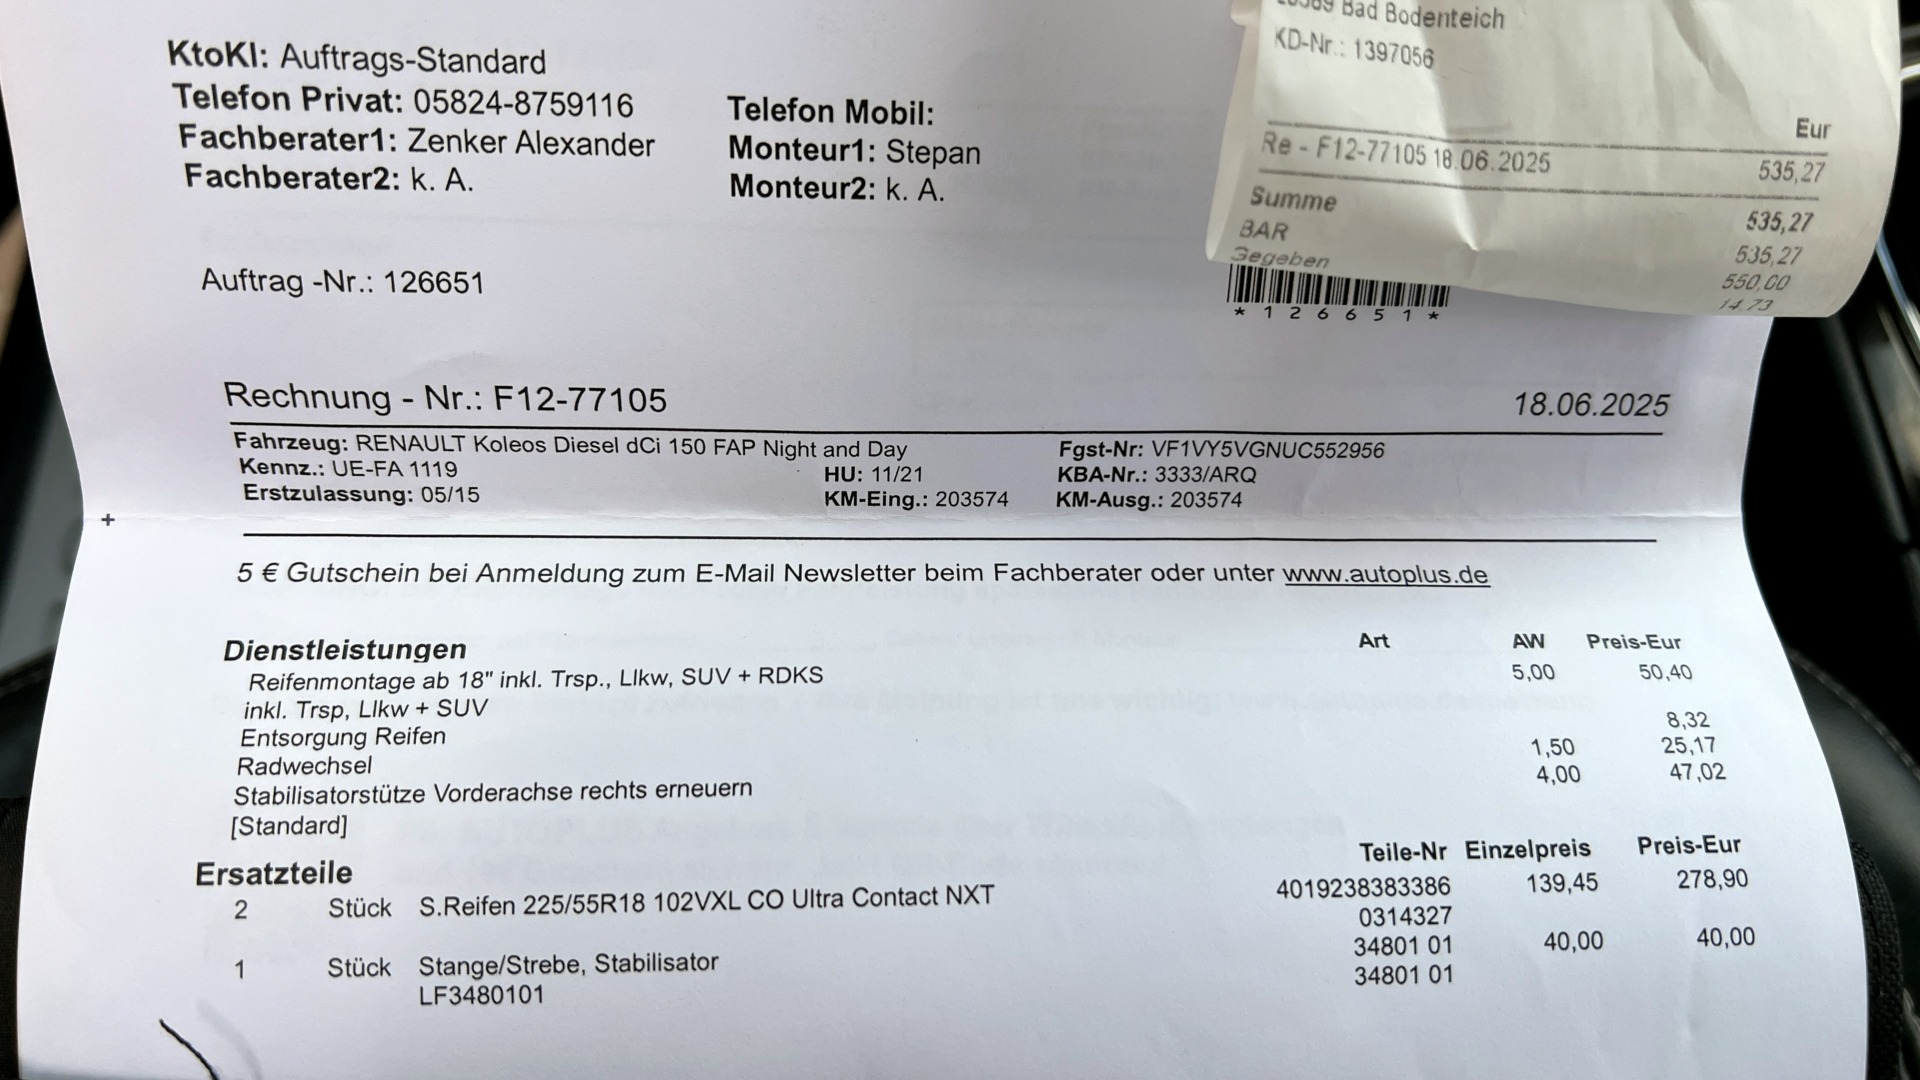 KtoKl: Auftrags-Standard
Telefon Privat: 05824-8759116
Telefon Mobil:
Fachberater1: Zenker Alexander
Monteur1: Stepan
Fachberater2: k. A.
Monteur2: k. A.
Bad Bodenteich
KD-Nr.: 1397056
Eur
Re - F12-77105 18.06.2025 535,27
Summe 535,27
BAR 535,27
Gegeben 550,00
14,73
Auftrag -Nr.: 126651
*126651*
Rechnung - Nr.: F12-77105 18.06.2025
Fahrzeug: RENAULT Koleos Diesel dCi 150 FAP Night and Day Fgst-Nr: VF1VY5VGNUC552956
Kennz.: UE-FA 1119 HU: 11/21 KBA-Nr.: 3333/ARQ
Erstzulassung: 05/15 KM-Eing.: 203574 KM-Ausg.: 203574
+
5 € Gutschein bei Anmeldung zum E-Mail Newsletter beim Fachberater oder unter www.autoplus.de
Dienstleistungen Art AW Preis-Eur
Reifenmontage ab 18" inkl. Trsp., Llkw, SUV + RDKS 5,00 50,40
inkl. Trsp, Llkw + SUV
Entsorgung Reifen 8,32
Radwechsel 1,50 25,17
Stabilisatorstütze Vorderachse rechts erneuern 4,00 47,02
[Standard]
Ersatzteile Teile-Nr Einzelpreis Preis-Eur
2 Stück S.Reifen 225/55R18 102VXL CO Ultra Contact NXT 4019238383386 139,45 278,90
0314327
1 Stück Stange/Strebe, Stabilisator 34801 01 40,00 40,00
LF3480101 34801 01